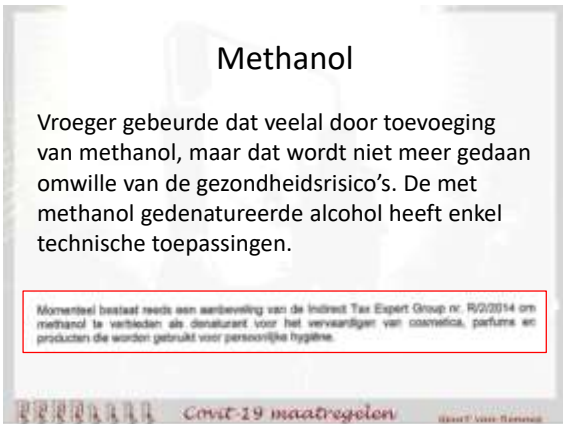 Methanol
Vroeger gebeurde dat veelal door toevoeging
van methanol, maar dat wordt niet meer gedaan
omwille van de gezondheidsrisico's. De met
methanol gedenatureerde alcohol heeft enkel
technische toepassingen.
Momenteel bestaat reeds een aanbeveling van de Indirect Tax Expert Group nr. R/2/2014 om
methanol te verbieden als denaturant voor het vervaardigen van cosmetica, parfums en
producten die worden gebruikt voor persoonlijke hygiëne.
Covit-19 maatregelen